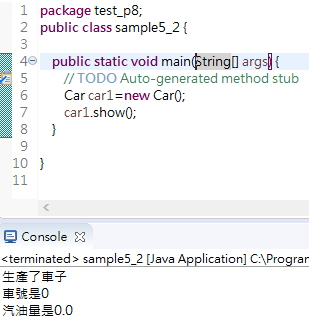 1 package test_p8;
2 public class sample5_2 {
3
4 public static void main(String[] args) {
5 // TODO Auto-generated method stub
6 Car car1=new Car();
7 car1.show();
8 }
9
10 }
11
Console
<terminated> sample5_2 [Java Application] C:\Program
生產了車子
車號是0
汽油量是0.0